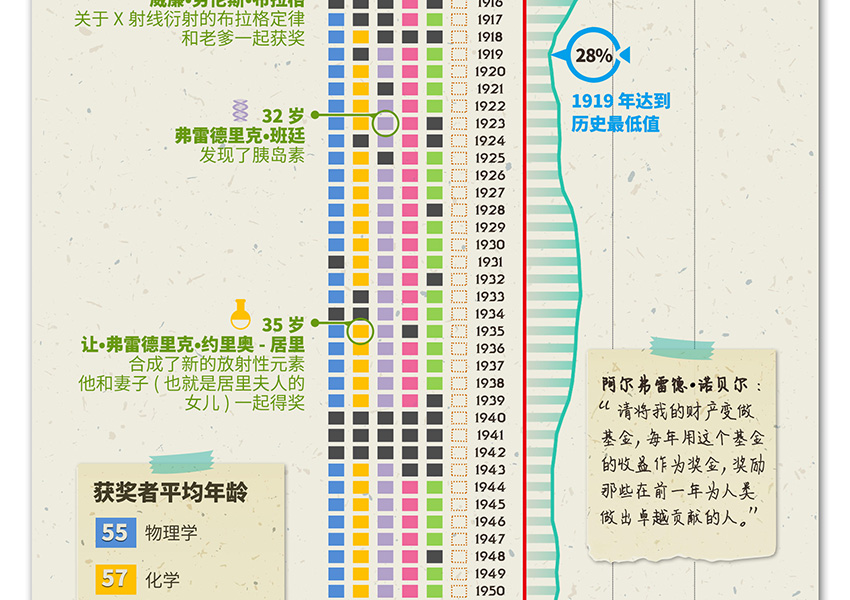 威廉·劳伦斯·布拉格
关于 X 射线衍射的布拉格定律
和老爹一起获奖
32 岁
弗雷德里克·班廷
发现了胰岛素
35 岁
让·弗雷德里克·约里奥 - 居里
合成了新的放射性元素
他和妻子 ( 也就是居里夫人的
女儿 ) 一起得奖
获奖者平均年龄
55 物理学
57 化学
1916
1917
1918
1919
1920
1921
1922
1923
1924
1925
1926
1927
1928
1929
1930
1931
1932
1933
1934
1935
1936
1937
1938
1939
1940
1941
1942
1943
1944
1945
1946
1947
1948
1949
1950
28%
1919 年达到
历史最低值
阿尔弗雷德·诺贝尔：
“请将我的财产变做
基金，每年用这个基金
的收益作为奖金，奖励
那些在前一年为人类
做出卓越贡献的人。”